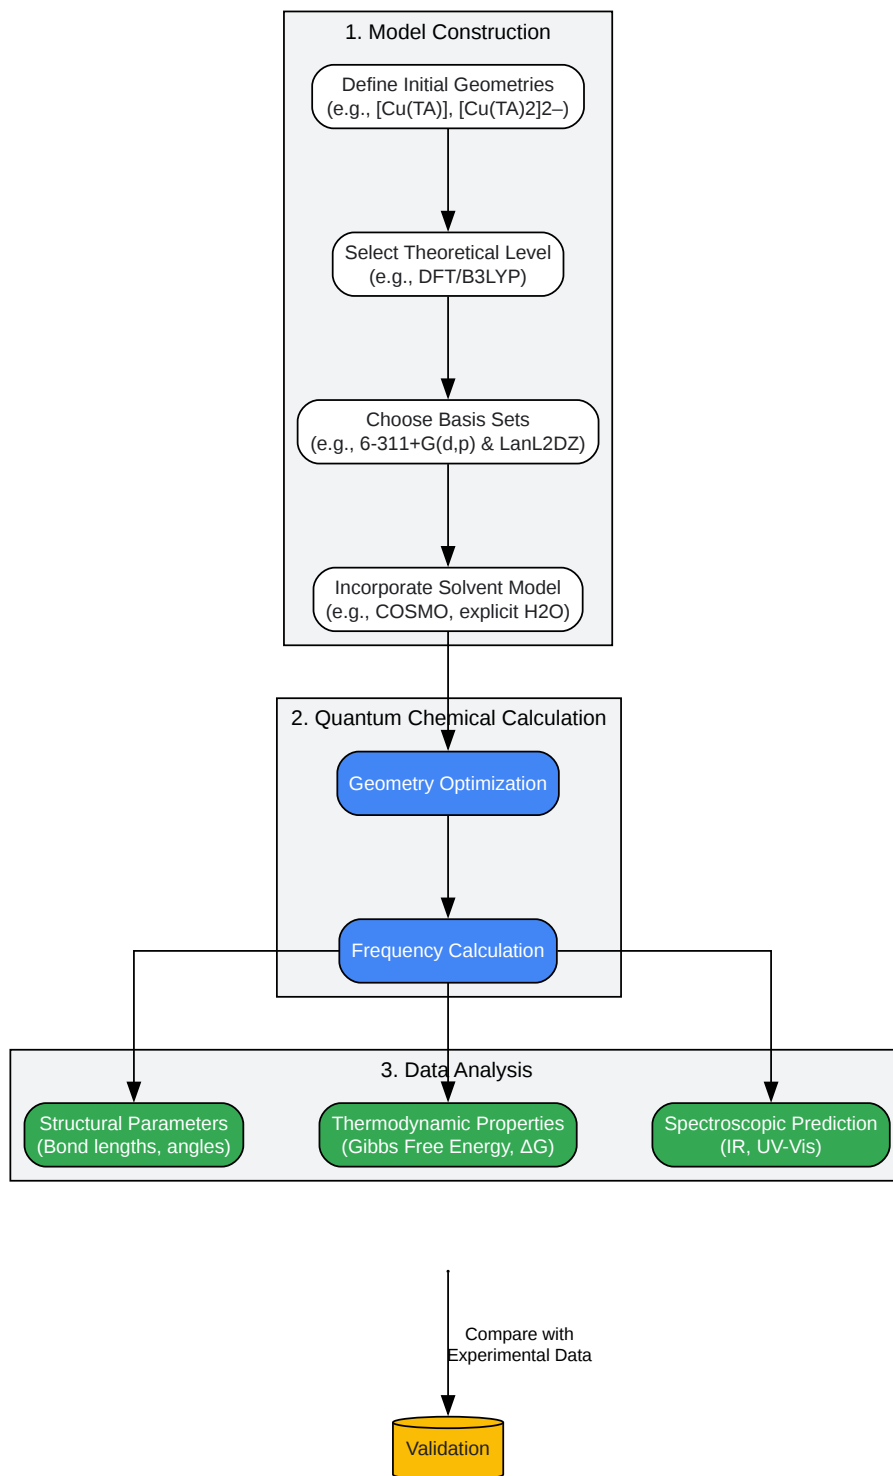 1. Model Construction
Define Initial Geometries
(e.g., [Cu(TA)], [Cu(TA)2]2–)
Select Theoretical Level
(e.g., DFT/B3LYP)
Choose Basis Sets
(e.g., 6-311+G(d,p) & LanL2DZ)
Incorporate Solvent Model
(e.g., COSMO, explicit H2O)
2. Quantum Chemical Calculation
Geometry Optimization
Frequency Calculation
3. Data Analysis
Structural Parameters
(Bond lengths, angles)
Thermodynamic Properties
(Gibbs Free Energy, ΔG)
Spectroscopic Prediction
(IR, UV-Vis)
Compare with
Experimental Data
Validation